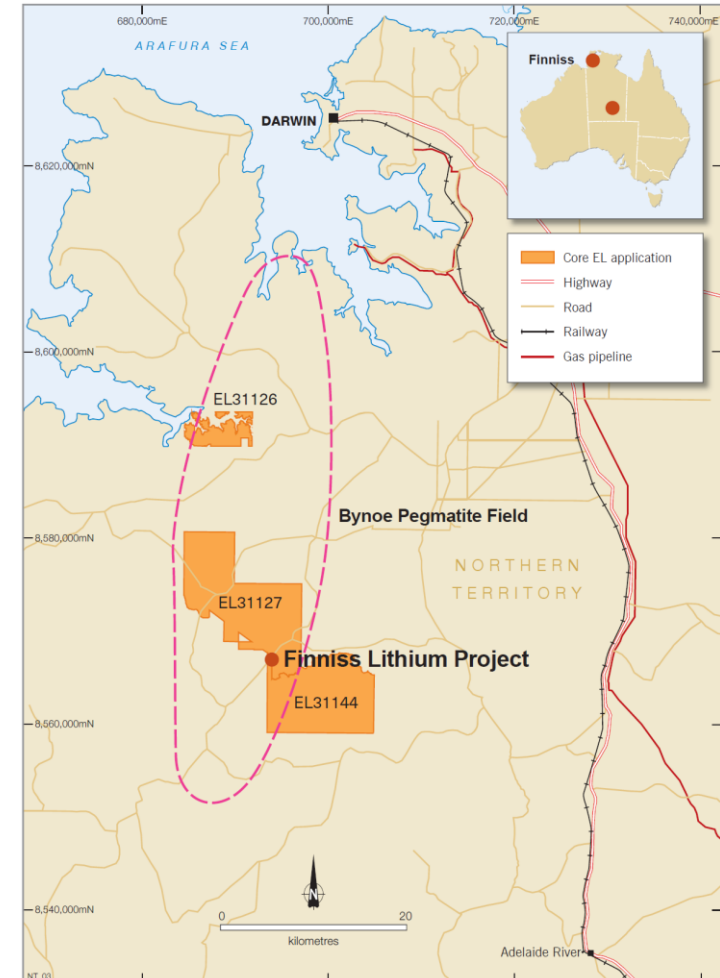 680,000mE
700,000mE
720,000mE
740,000mE
ARAFURA SEA
Finniss
DARWIN
8,620,000mN
Core EL application
Highway
Road
Railway
Gas pipeline
8,600,000mN
EL31126
Bynoe Pegmatite Field
8,580,000mN
NORTHERN
TERRITORY
EL31127
Finniss Lithium Project
EL31144
8,560,000mN
N
8,540,000mN
0
20
kilometres
Adelaide River
NT_03